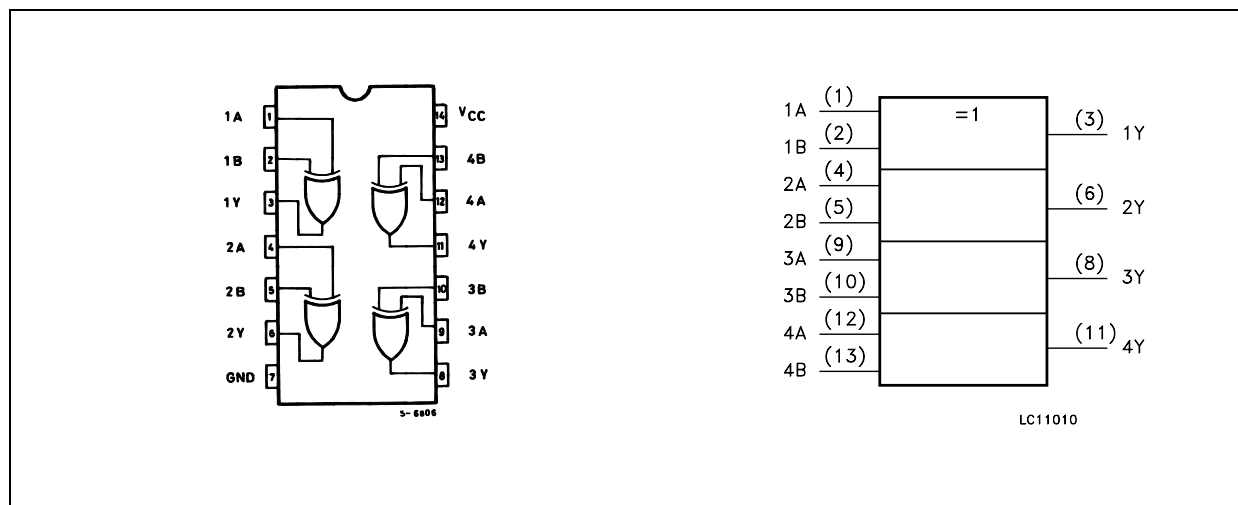 1A 1 14 VCC
1B 2 13 4B
1Y 3 12 4A
2A 4 11 4Y
2B 5 10 3B
2Y 6 9 3A
GND 7 8 3Y
S-6806
1A (1) =1 (3) 1Y
1B (2)
2A (4) (6) 2Y
2B (5)
3A (9) (8) 3Y
3B (10)
4A (12) (11) 4Y
4B (13)
LC11010